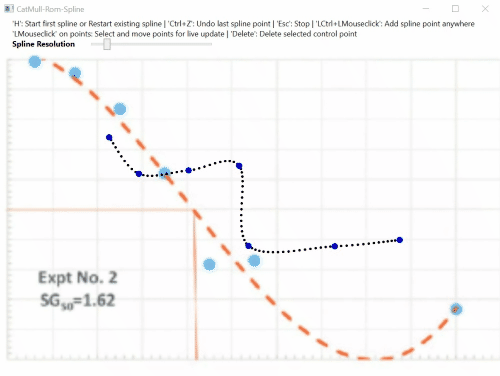 CatMull-Rom-Spline
'H': Start first spline or Restart existing spline | 'Ctrl+Z': Undo last spline point | 'Esc': Stop | 'LCtrl+LMouseclick': Add spline point anywhere
'LMouseclick' on points: Select and move points for live update | 'Delete': Delete selected control point
Spline Resolution
Expt No. 2
SG50=1.62